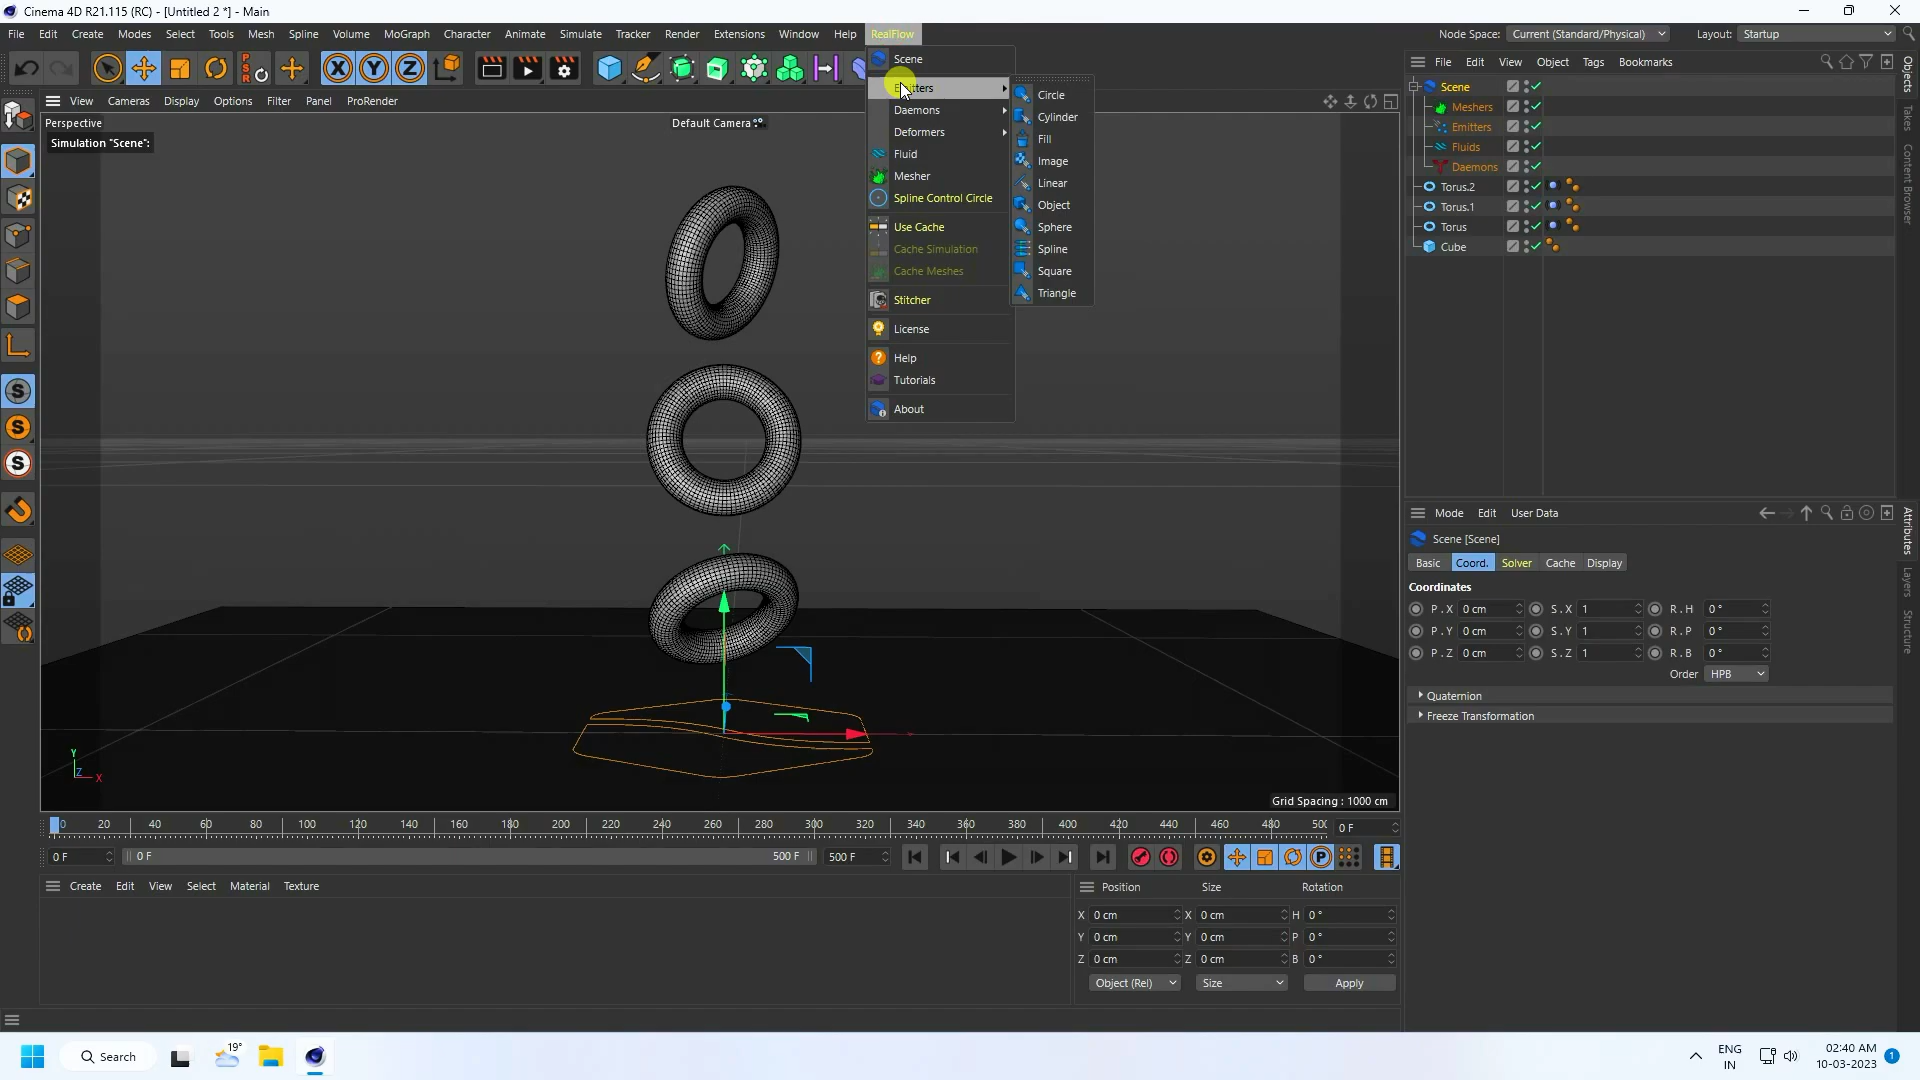 Cinema 4D R21.115 (RC) - [Untitled 2 *] - Main
File Edit Create Modes Select Tools Mesh Spline Volume MoGraph Character Animate Simulate Tracker Render Extensions Window Help RealFlow
Node Space: Current (Standard/Physical) Layout: Startup
View Cameras Display Options Filter Panel ProRender
Perspective
Default Camera
Simulation "Scene":
Scene
Daemons
Deformers
Fluid
Mesher
Spline Control Circle
Use Cache
Cache Simulation
Cache Meshes
Stitcher
License
Help
Tutorials
About
Circle
Cylinder
Fill
Image
Linear
Object
Sphere
Spline
Square
Triangle
Y
Z X
Grid Spacing : 1000 cm
File Edit View Object Tags Bookmarks
Scene
Meshers
Emitters
Fluids
Daemons
Torus.2
Torus.1
Torus
Cube
Objects
Takes
Content Browser
Mode Edit User Data
Scene [Scene]
Basic Coord. Solver Cache Display
Coordinates
P . X 0 cm S . X 1 R . H 0 °
P . Y 0 cm S . Y 1 R . P 0 °
P . Z 0 cm S . Z 1 R . B 0 °
Order HPB
Quaternion
Freeze Transformation
Attributes
Layers
Structure
0 20 40 60 80 100 120 140 160 180 200 220 240 260 280 300 320 340 360 380 400 420 440 460 480 0 F
0 F 0 F 500 F 500 F
Create Edit View Select Material Texture
Position Size Rotation
X 0 cm X 0 cm H 0 °
Y 0 cm Y 0 cm P 0 °
Z 0 cm Z 0 cm B 0 °
Object (Rel) Size Apply
19°
Search
ENG
IN
02:40 AM
10-03-2023
1